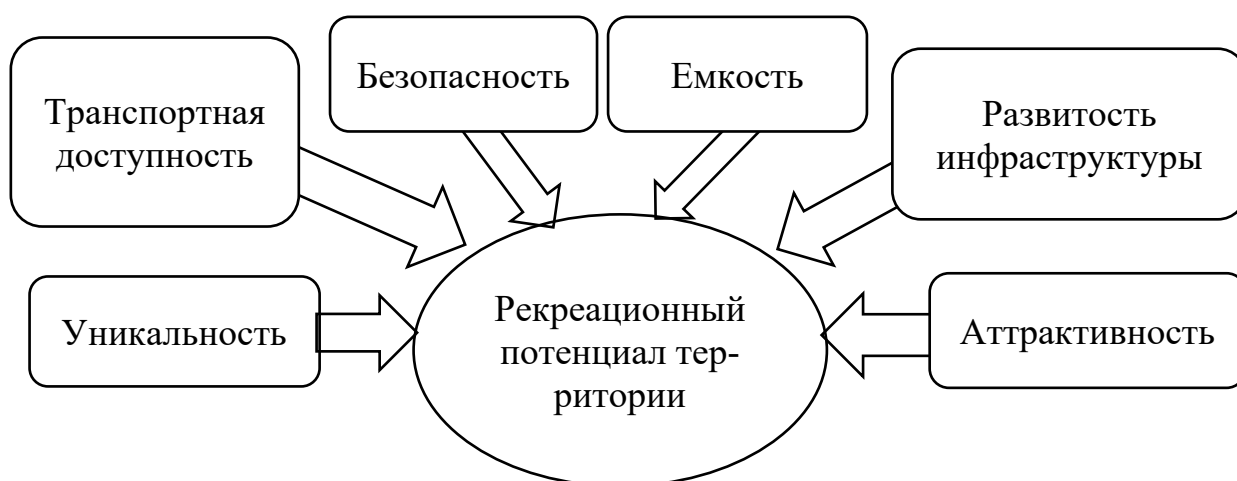 Транспортная
доступность
Безопасность
Емкость
Развитость
инфраструктуры
Уникальность
Рекреационный
потенциал тер-
ритории
Аттрактивность